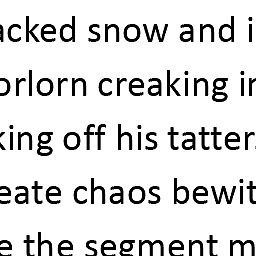 acked snow and i
orlorn creaking in
king off his tatter
eate chaos bewit
e the segment m